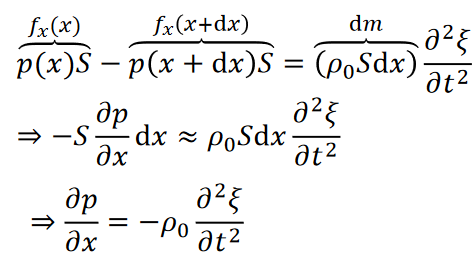 f_x(x) f_x(x+dx) dm
p(x)S − p(x + dx)S = (ρ₀Sdx) ∂²ξ/∂t²
⇒ −S ∂p/∂x dx ≈ ρ₀Sdx ∂²ξ/∂t²
⇒ ∂p/∂x = −ρ₀ ∂²ξ/∂t²